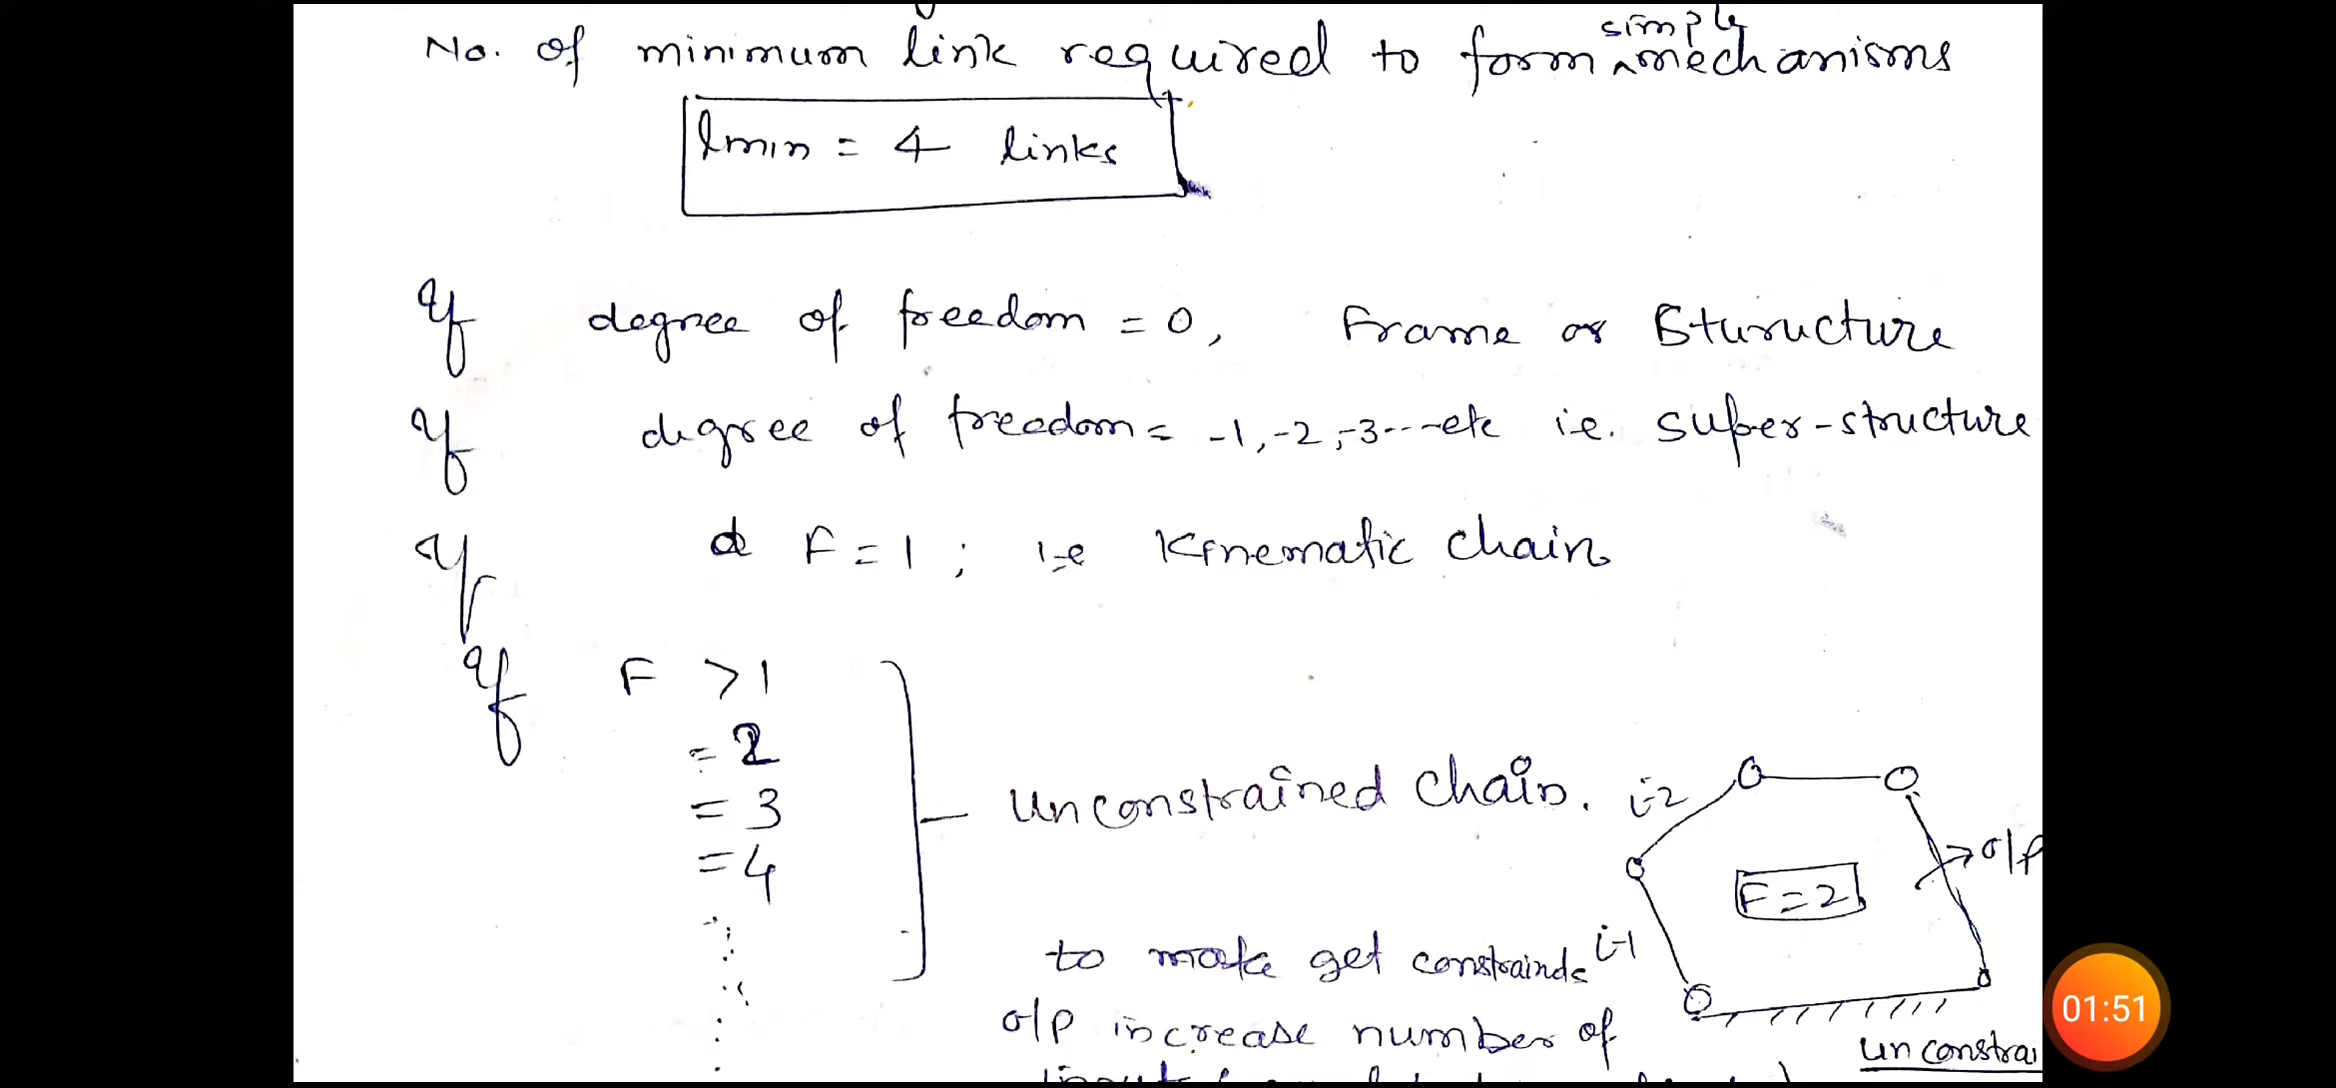 No. of minimum link required to form simple mechanisms
lmin = 4 links
If degree of freedom = 0, Frame or Sturucture
If degree of freedom = -1, -2, -3---etc i.e. super-structure
If d F = 1 ; i.e Kinematic chain
If F > 1
= 2
= 3
= 4
Unconstrained chain.
i-2
o/p
F = 2
i-1
to make get constrainds
o/p increase number of
unconstrai
01:51